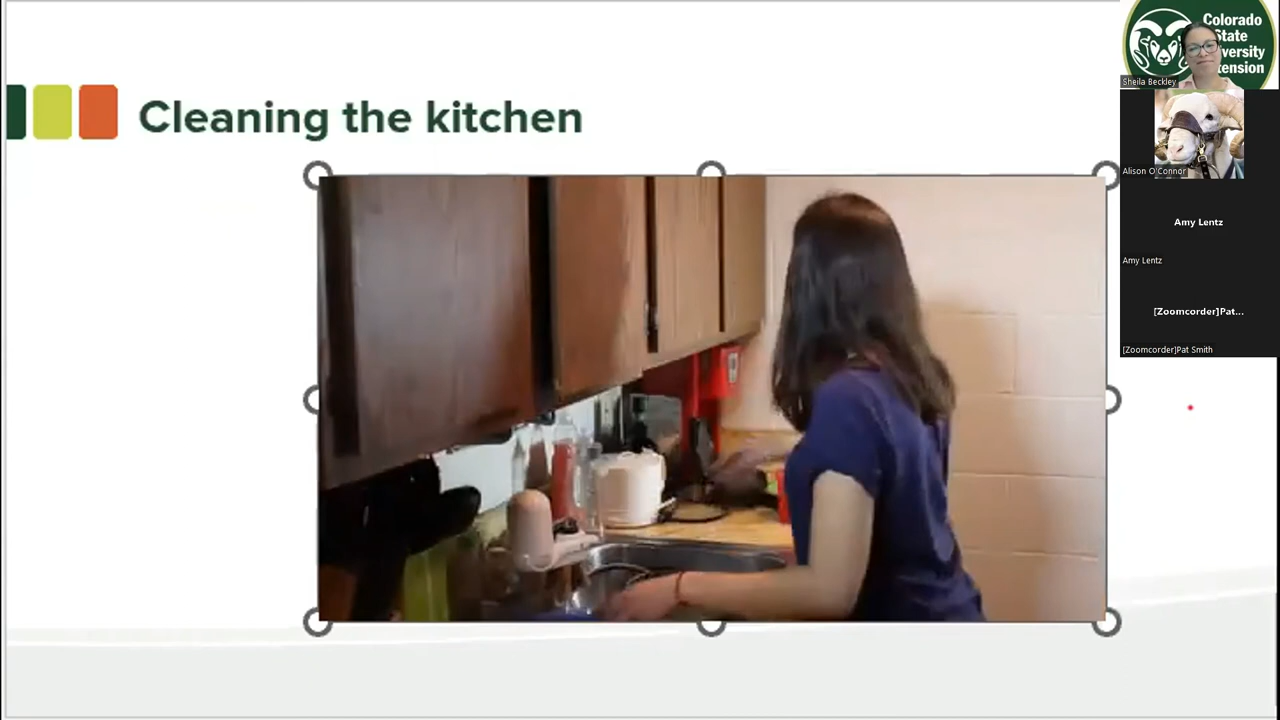 Cleaning the kitchen
Colorado
State
University
Extension
Sheila Beckley
Alison O'Connor
Amy Lentz
Amy Lentz
[Zoomcorder]Pat...
[Zoomcorder]Pat Smith